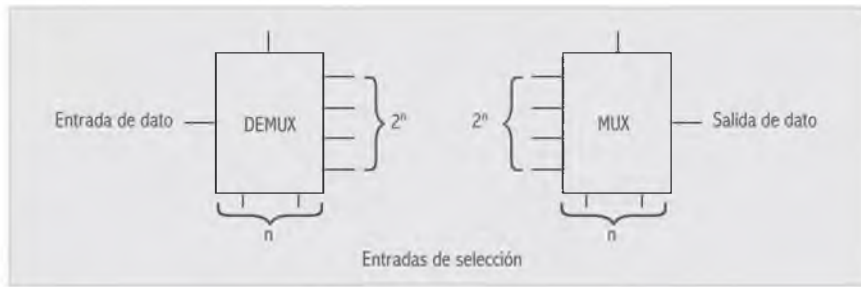 Entrada de dato
DEMUX
2ⁿ
n
2ⁿ
MUX
Salida de dato
n
Entradas de selección